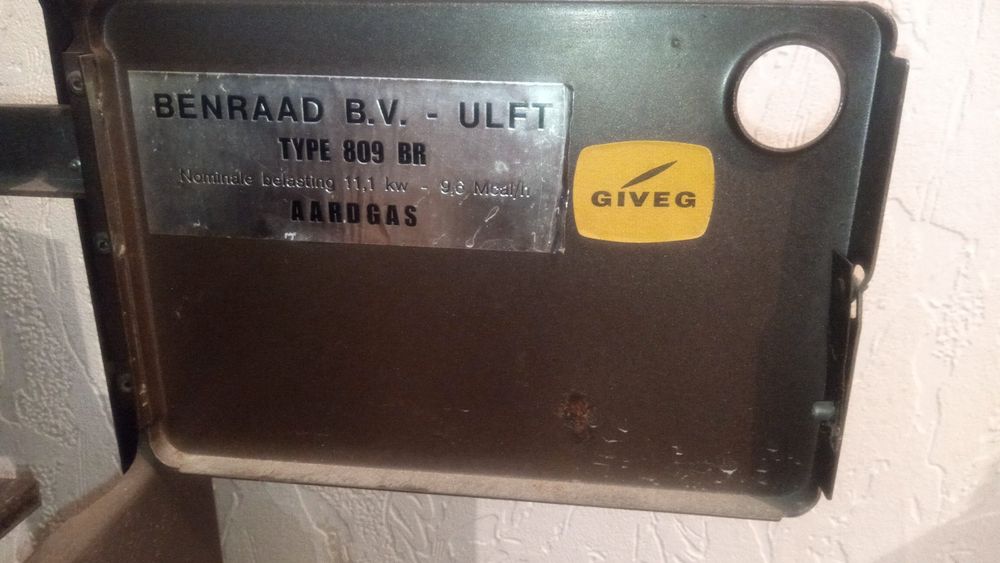 BENRAAD B.V. - ULFT
TYPE 809 BR
Nominale belasting 11,1 kw - 9,6 Mcal/h
AARDGAS
GIVEG